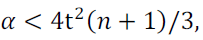 α < 4t²(n + 1)/3,